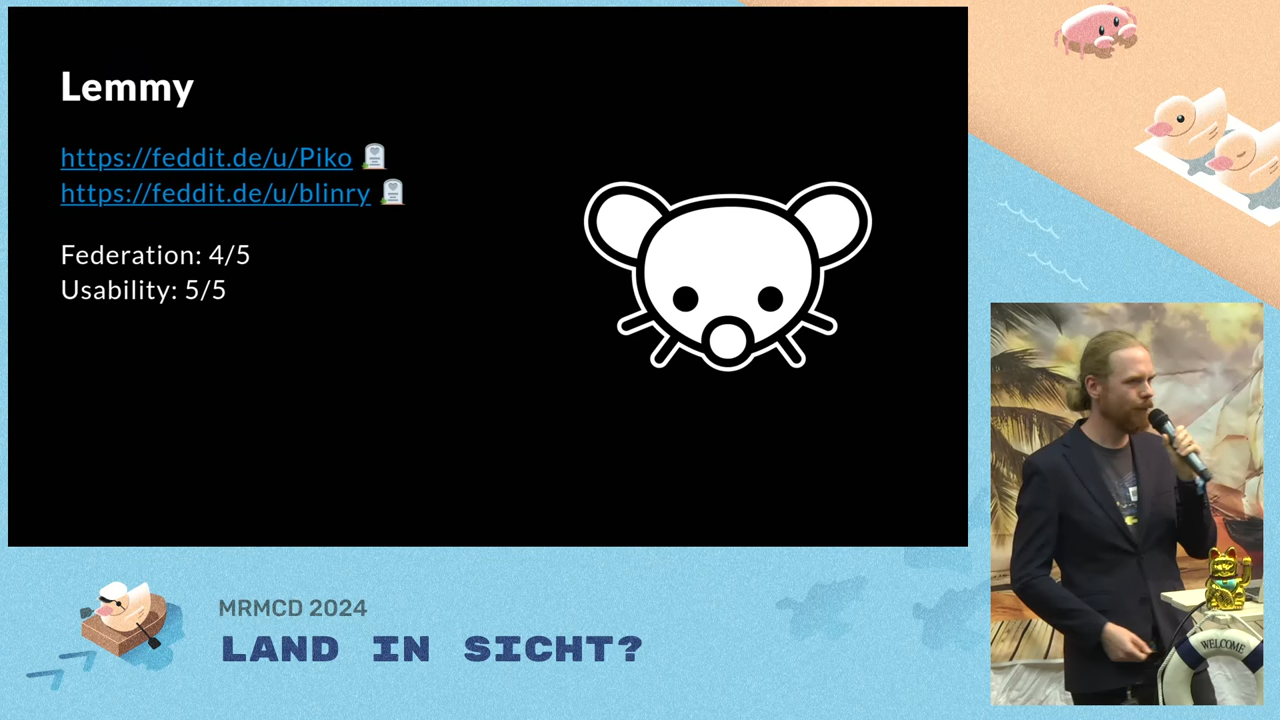 Lemmy
https://feddit.de/u/Piko 🪦
https://feddit.de/u/blinry 🪦
Federation: 4/5
Usability: 5/5
MRMCD 2024
LAND IN SICHT?
WELCOME